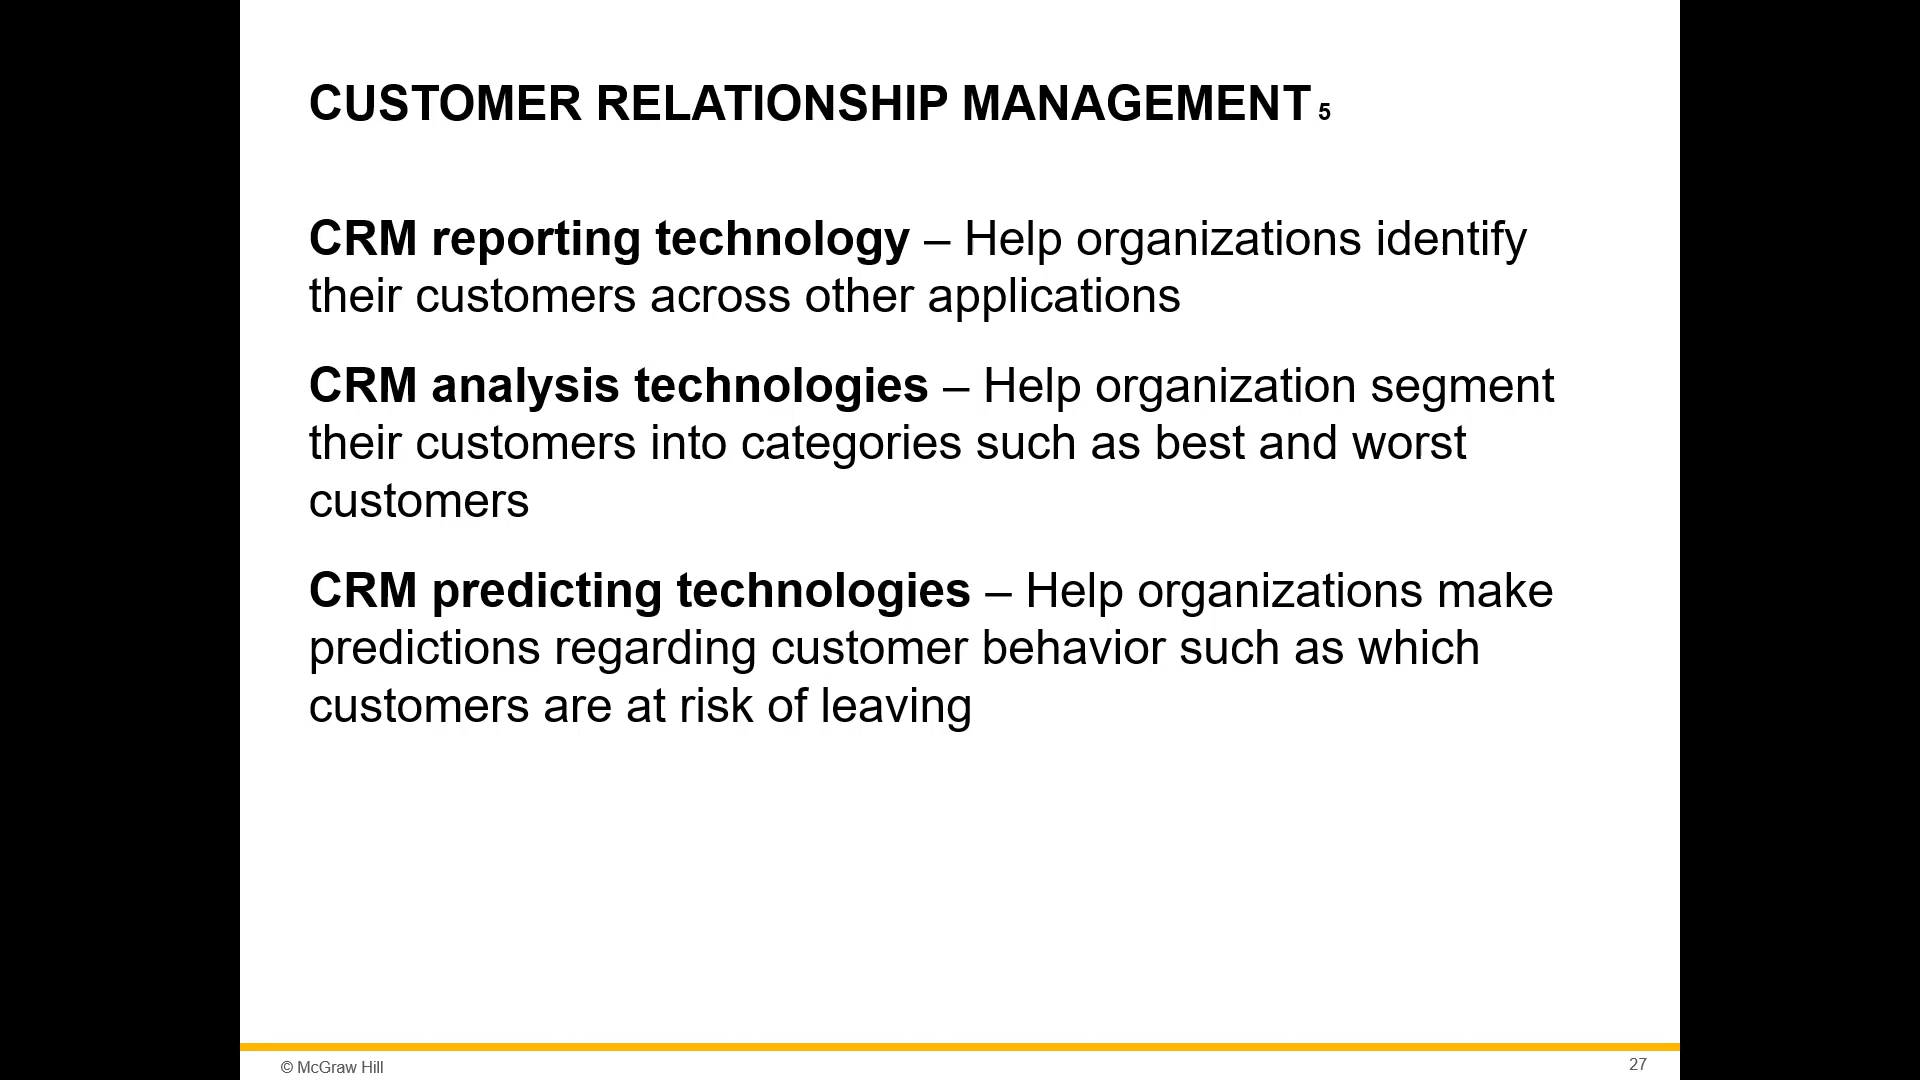 CUSTOMER RELATIONSHIP MANAGEMENT 5
CRM reporting technology – Help organizations identify
their customers across other applications
CRM analysis technologies – Help organization segment
their customers into categories such as best and worst
customers
CRM predicting technologies – Help organizations make
predictions regarding customer behavior such as which
customers are at risk of leaving
© McGraw Hill
27